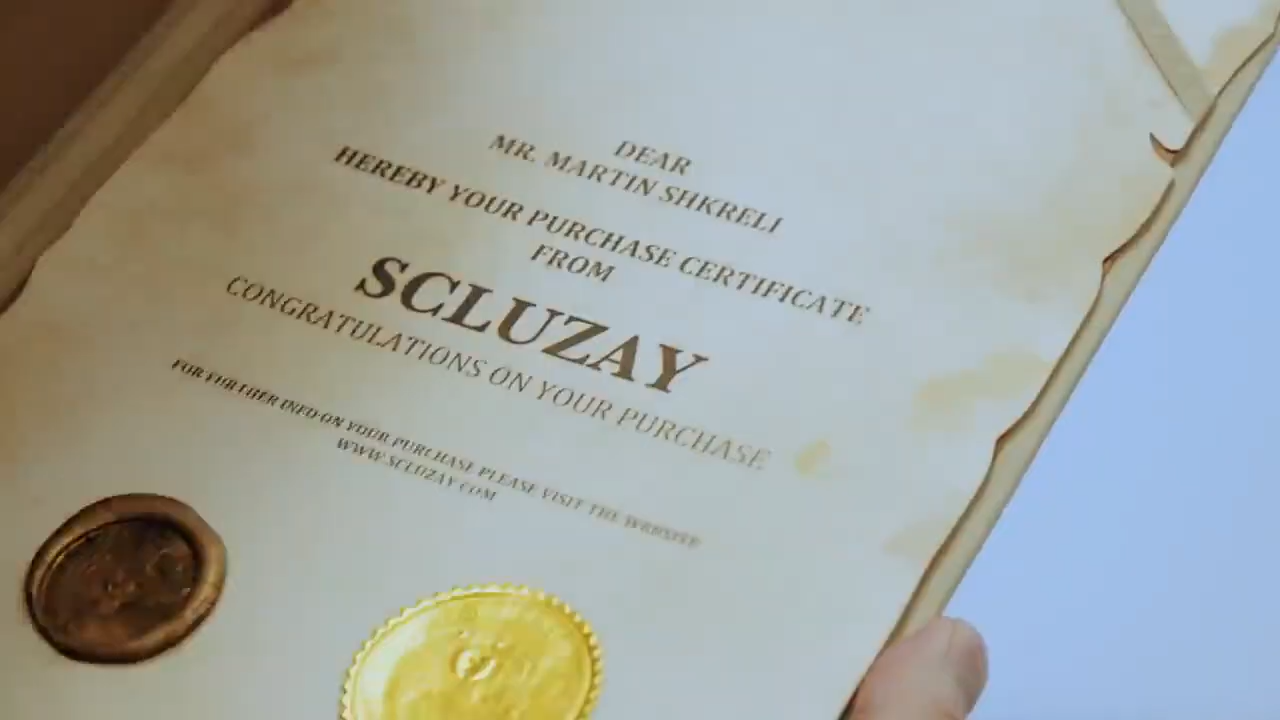 DEAR
MR. MARTIN SHKRELI
HEREBY YOUR PURCHASE CERTIFICATE
FROM
SCLUZAY
CONGRATULATIONS ON YOUR PURCHASE
FOR FURTHER INFO ON YOUR PURCHASE PLEASE VISIT THE WEBSITE
WWW.SCLUZAY.COM